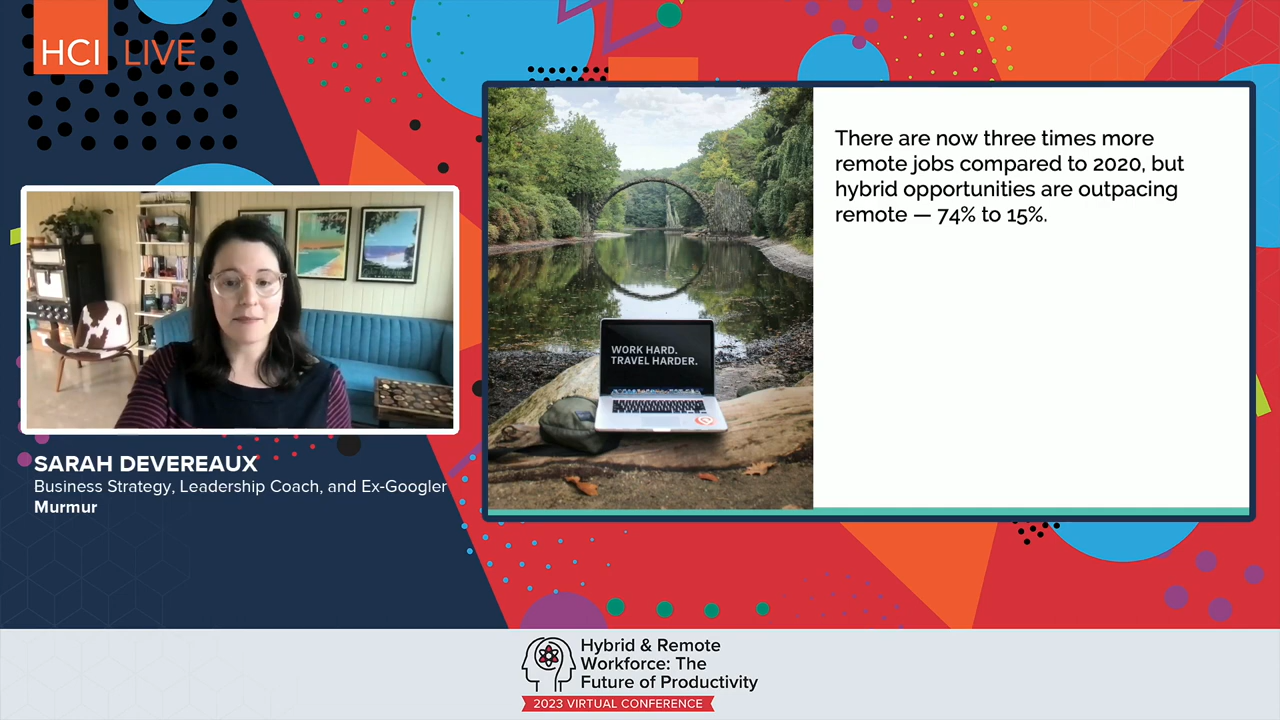 HCI LIVE
There are now three times more
remote jobs compared to 2020, but
hybrid opportunities are outpacing
remote — 74% to 15%.
WORK HARD.
TRAVEL HARDER.
SARAH DEVEREAUX
Business Strategy, Leadership Coach, and Ex-Googler
Murmur
Hybrid & Remote
Workforce: The
Future of Productivity
2023 VIRTUAL CONFERENCE